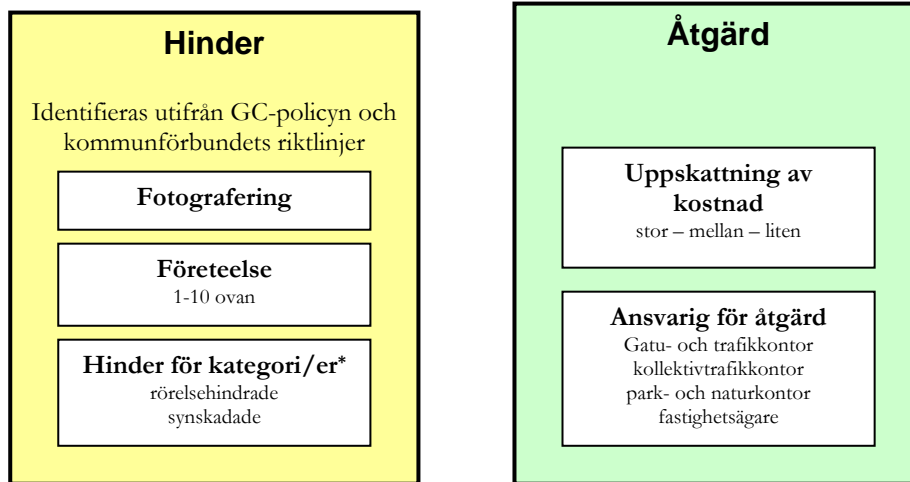 Hinder
Identifieras utifrån GC-policyn och
kommunförbundets riktlinjer
Fotografering
Företeelse
1-10 ovan
Hinder för kategori/er*
rörelsehindrade
synskadade
Åtgärd
Uppskattning av
kostnad
stor – mellan – liten
Ansvarig för åtgärd
Gatu- och trafikkontor
kollektivtrafikkontor
park- och naturkontor
fastighetsägare